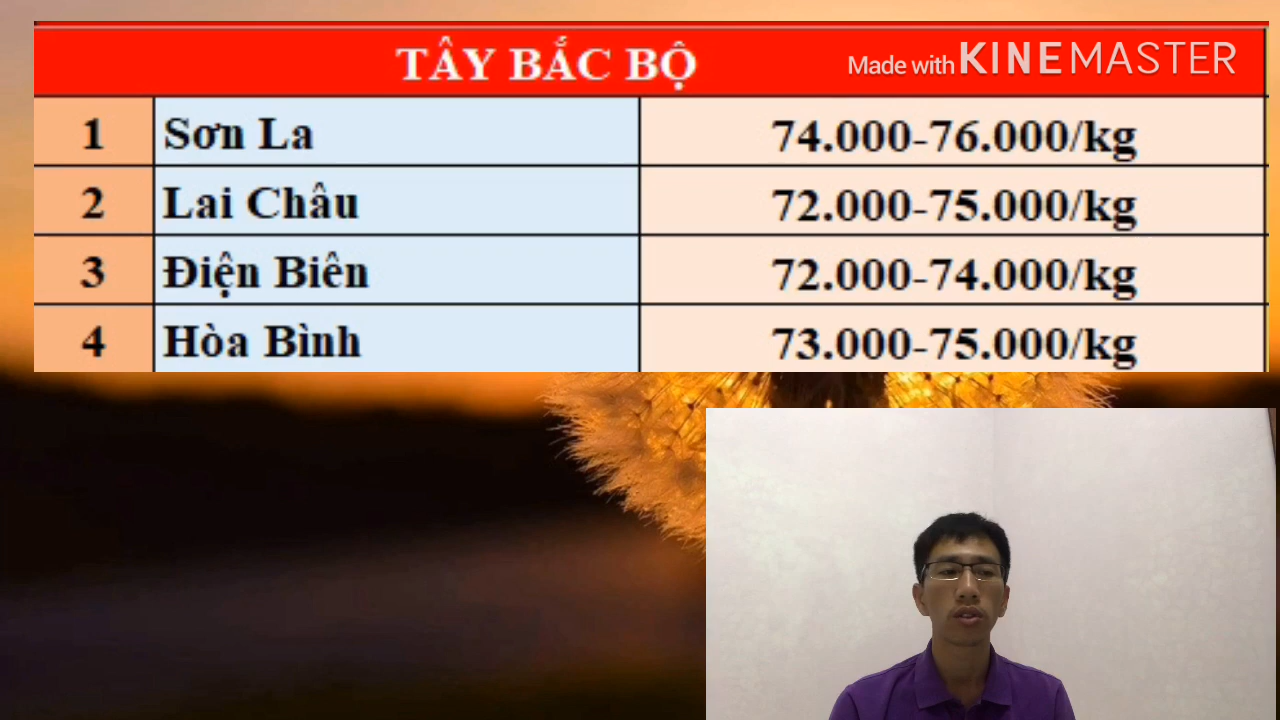 TÂY BẮC BỘ
Made with KINEMASTER
1 Sơn La 74.000-76.000/kg
2 Lai Châu 72.000-75.000/kg
3 Điện Biên 72.000-74.000/kg
4 Hòa Bình 73.000-75.000/kg